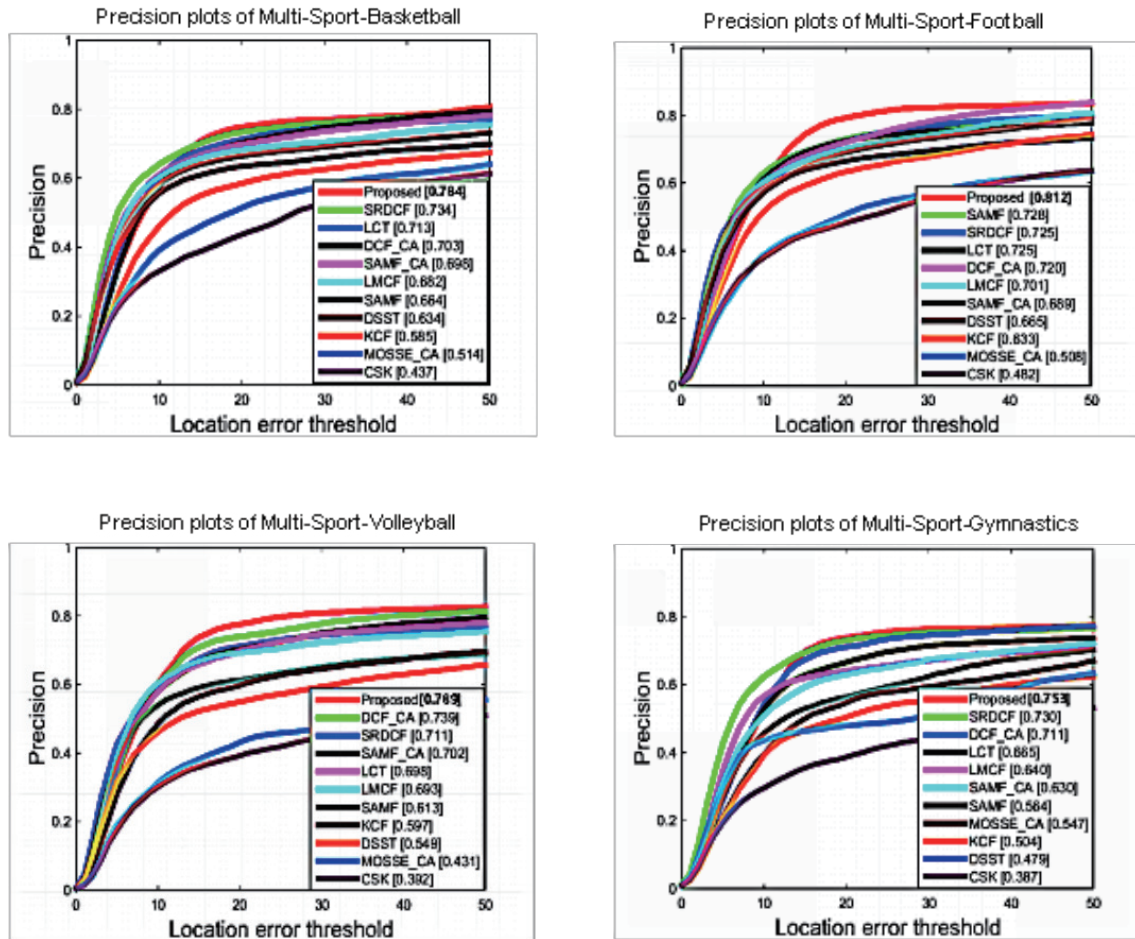 Precision plots of Multi-Sport-Basketball
1
0.8
0.6
0.4
0.2
0
Precision
Proposed [0.764]
SRDCF [0.734]
LCT [0.713]
DCF_CA [0.703]
SAMF_CA [0.698]
LMCF [0.682]
SAMF [0.664]
DSST [0.634]
KCF [0.585]
MOSSE_CA [0.514]
CSK [0.437]
0 10 20 30 40 50
Location error threshold
Precision plots of Multi-Sport-Football
1
0.8
0.6
0.4
0.2
0
Precision
Proposed [0.812]
SAMF [0.728]
SRDCF [0.725]
LCT [0.725]
DCF_CA [0.720]
LMCF [0.701]
SAMF_CA [0.689]
DSST [0.665]
KCF [0.633]
MOSSE_CA [0.508]
CSK [0.482]
0 10 20 30 40 50
Location error threshold
Precision plots of Multi-Sport-Volleyball
1
0.8
0.6
0.4
0.2
0
Precision
Proposed [0.769]
DCF_CA [0.739]
SRDCF [0.711]
SAMF_CA [0.702]
LCT [0.698]
LMCF [0.693]
SAMF [0.613]
KCF [0.597]
DSST [0.549]
MOSSE_CA [0.431]
CSK [0.392]
0 10 20 30 40 50
Location error threshold
Precision plots of Multi-Sport-Gymnastics
1
0.8
0.6
0.4
0.2
0
Precision
Proposed [0.753]
SRDCF [0.730]
DCF_CA [0.711]
LCT [0.665]
LMCF [0.640]
SAMF_CA [0.630]
SAMF [0.564]
MOSSE_CA [0.547]
KCF [0.504]
DSST [0.479]
CSK [0.387]
0 10 20 30 40 50
Location error threshold